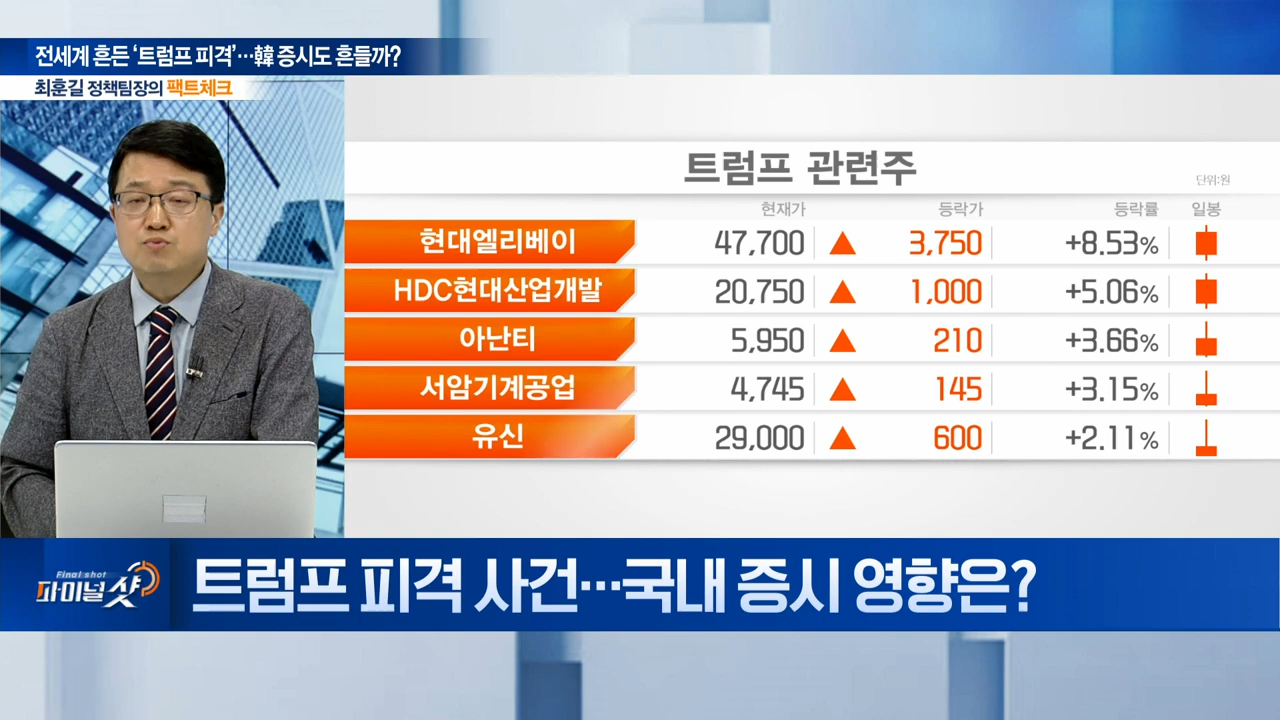 전세계 흔든 '트럼프 피격'…韓 증시도 흔들까?
최훈길 정책팀장의 팩트체크
트럼프 관련주
단위:원
현재가 등락가 등락률 일봉
현대엘리베이 47,700 ▲ 3,750 +8.53%
HDC현대산업개발 20,750 ▲ 1,000 +5.06%
아난티 5,950 ▲ 210 +3.66%
서암기계공업 4,745 ▲ 145 +3.15%
유신 29,000 ▲ 600 +2.11%
Final shot
파이널샷
트럼프 피격 사건…국내 증시 영향은?